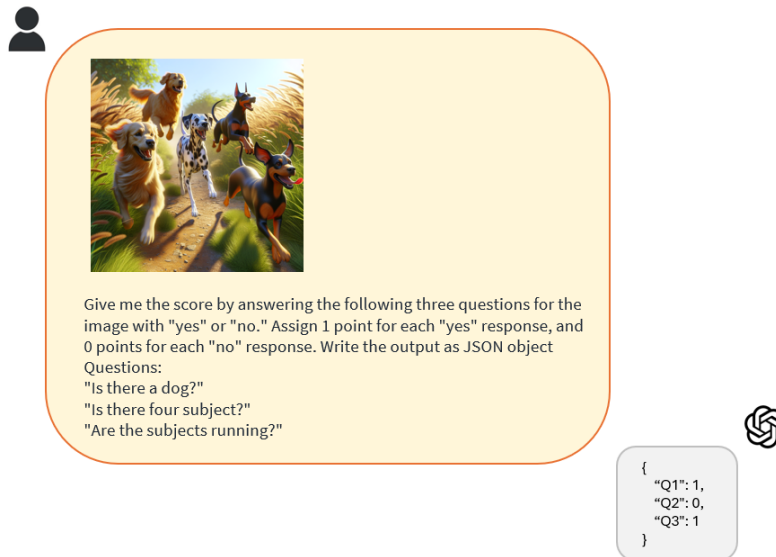 Give me the score by answering the following three questions for the
image with "yes" or "no." Assign 1 point for each "yes" response, and
0 points for each "no" response. Write the output as JSON object
Questions:
"Is there a dog?"
"Is there four subject?"
"Are the subjects running?"
{
“Q1": 1,
“Q2": 0,
“Q3": 1
}